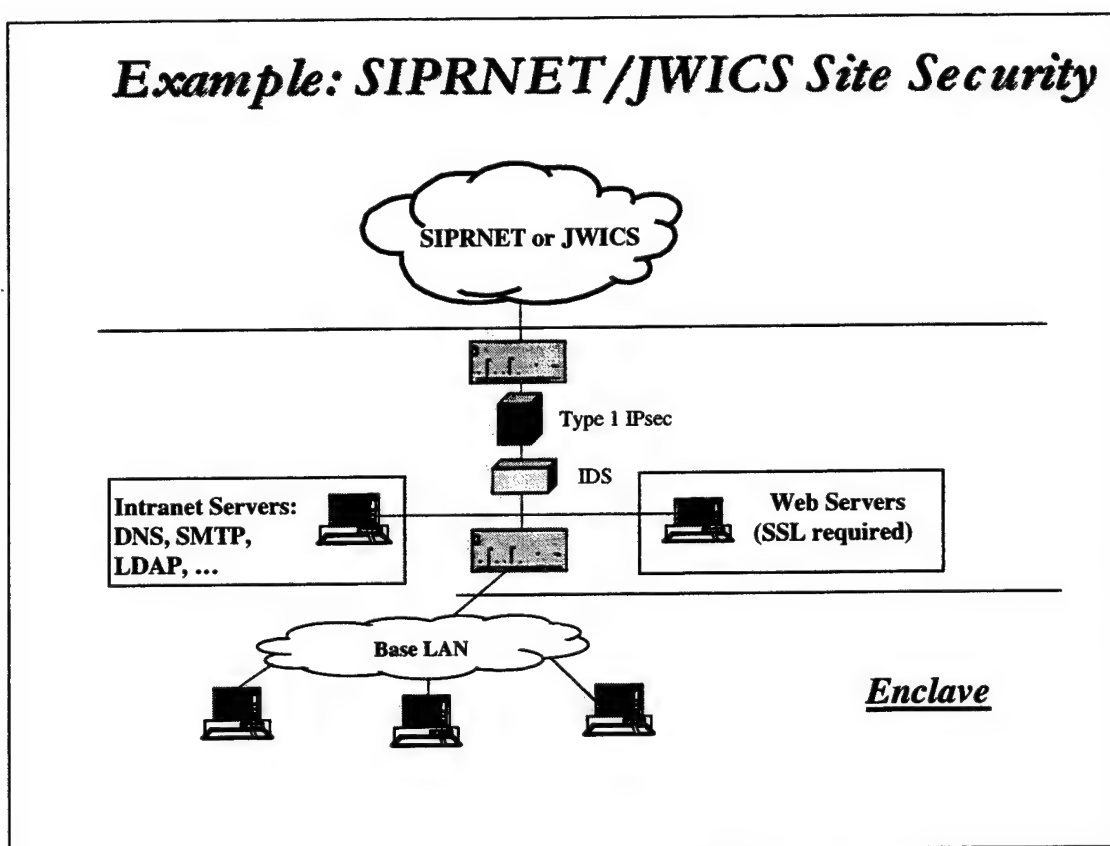 Example: SIPRNET/JWICS Site Security
SIPRNET or JWICS
Type 1 IPsec
IDS
Intranet Servers:
DNS, SMTP,
LDAP, …
Web Servers
(SSL required)
Base LAN
Enclave